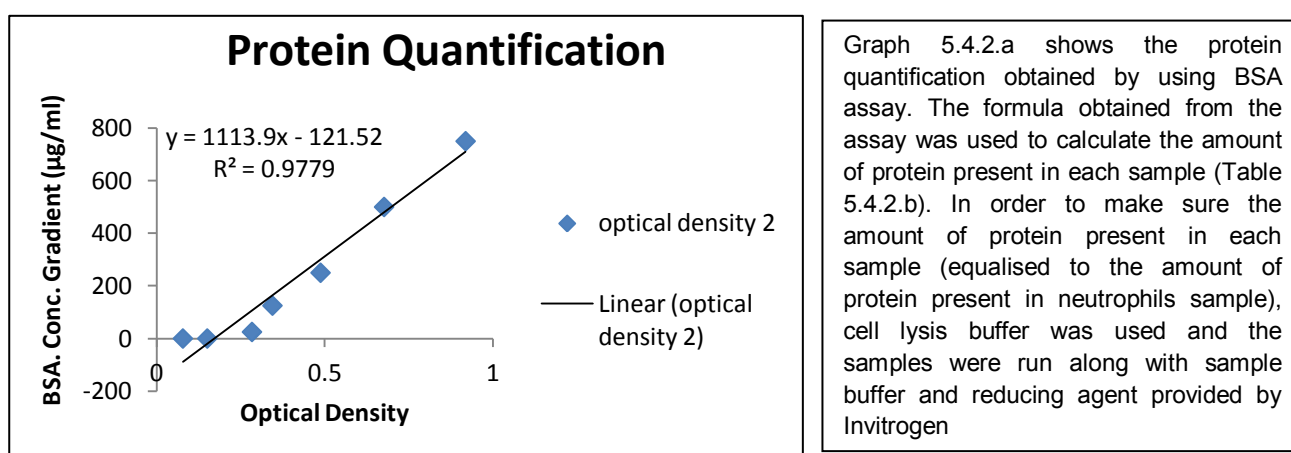 Protein Quantification
y = 1113.9x - 121.52
R² = 0.9779
BSA. Conc. Gradient (µg/ml)
800
600
400
200
0
-200
0
0.5
1
Optical Density
optical density 2
Linear (optical
density 2)
Graph 5.4.2.a shows the protein
quantification obtained by using BSA
assay. The formula obtained from the
assay was used to calculate the amount
of protein present in each sample (Table
5.4.2.b). In order to make sure the
amount of protein present in each
sample (equalised to the amount of
protein present in neutrophils sample),
cell lysis buffer was used and the
samples were run along with sample
buffer and reducing agent provided by
Invitrogen